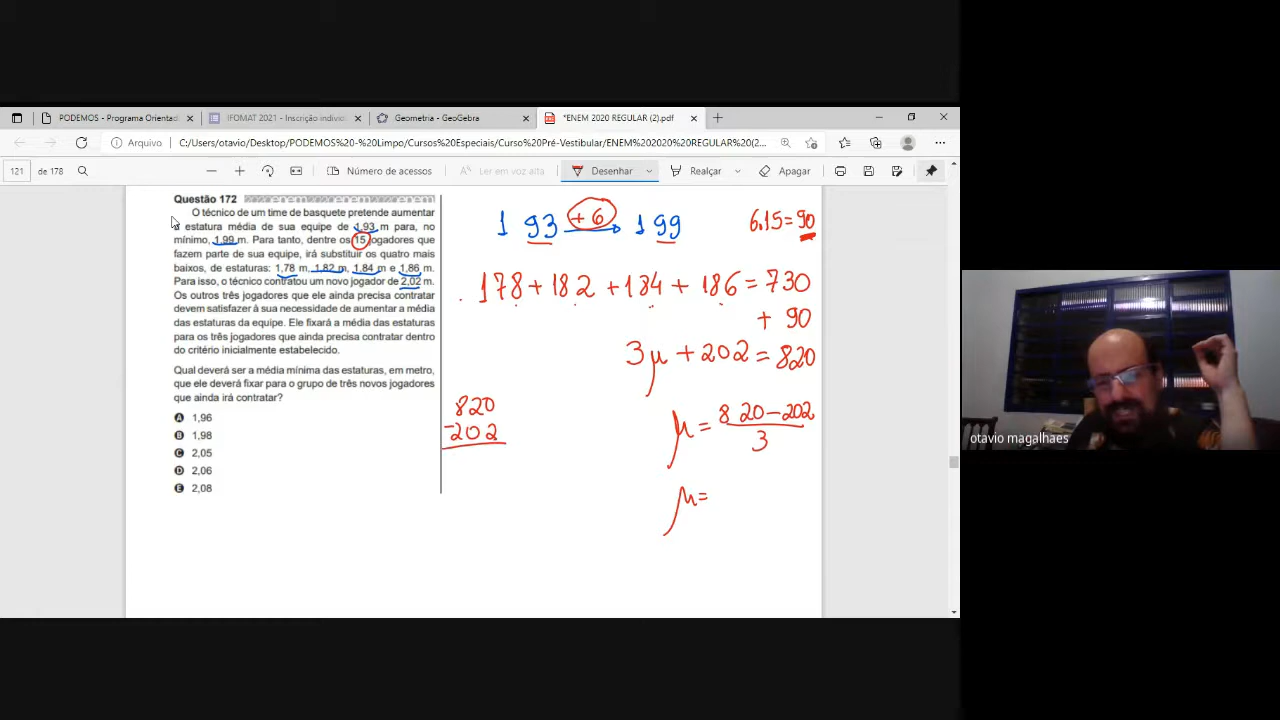 PODEMOS - Programa Orientad
IFOMAT 2021 - Inscrição individual
Geometria - GeoGebra
*ENEM 2020 REGULAR (2).pdf
Arquivo
C:/Users/otavio/Desktop/PODEMOS%20-%20Limpo/Cursos%20Especiais/Curso%20Pré-Vestibular/ENEM%202020%20REGULAR%20(2...
121 de 178
Número de acessos
Ler em voz alta
Desenhar
Realçar
Apagar
Questão 172
O técnico de um time de basquete pretende aumentar
a estatura média de sua equipe de 1,93 m para, no
mínimo, 1,99 m. Para tanto, dentre os 15 jogadores que
fazem parte de sua equipe, irá substituir os quatro mais
baixos, de estaturas: 1,78 m, 1,82 m, 1,84 m e 1,86 m.
Para isso, o técnico contratou um novo jogador de 2,02 m.
Os outros três jogadores que ele ainda precisa contratar
devem satisfazer à sua necessidade de aumentar a média
das estaturas da equipe. Ele fixará a média das estaturas
para os três jogadores que ainda precisa contratar dentro
do critério inicialmente estabelecido.
Qual deverá ser a média mínima das estaturas, em metro,
que ele deverá fixar para o grupo de três novos jogadores
que ainda irá contratar?
A 1,96
B 1,98
C 2,05
D 2,06
E 2,08
1 93 +6 1 99
6.15=90
178+182+184+186=730
+ 90
3μ+202=820
μ= 820-202
3
μ=
820
-202
otavio magalhaes